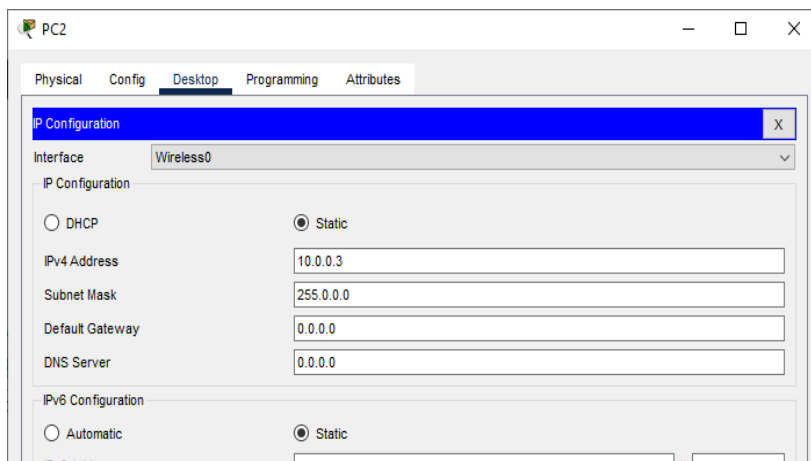 PC2
Physical Config Desktop Programming Attributes
IP Configuration X
Interface Wireless0
IP Configuration
DHCP Static
IPv4 Address 10.0.0.3
Subnet Mask 255.0.0.0
Default Gateway 0.0.0.0
DNS Server 0.0.0.0
IPv6 Configuration
Automatic Static